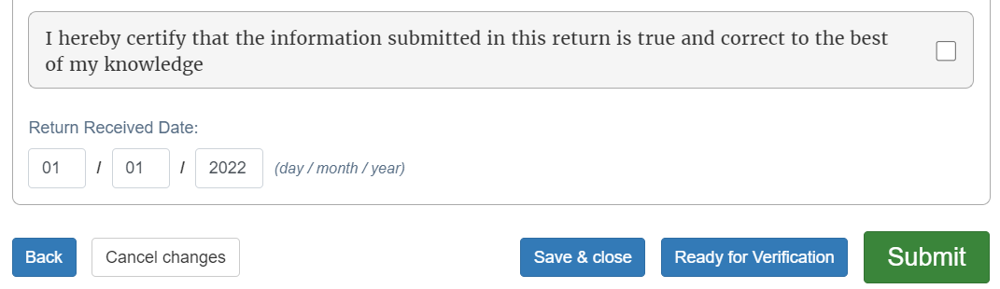 I hereby certify that the information submitted in this return is true and correct to the best
of my knowledge
Return Received Date:
01 / 01 / 2022 (day / month / year)
Back Cancel changes Save & close Ready for Verification Submit